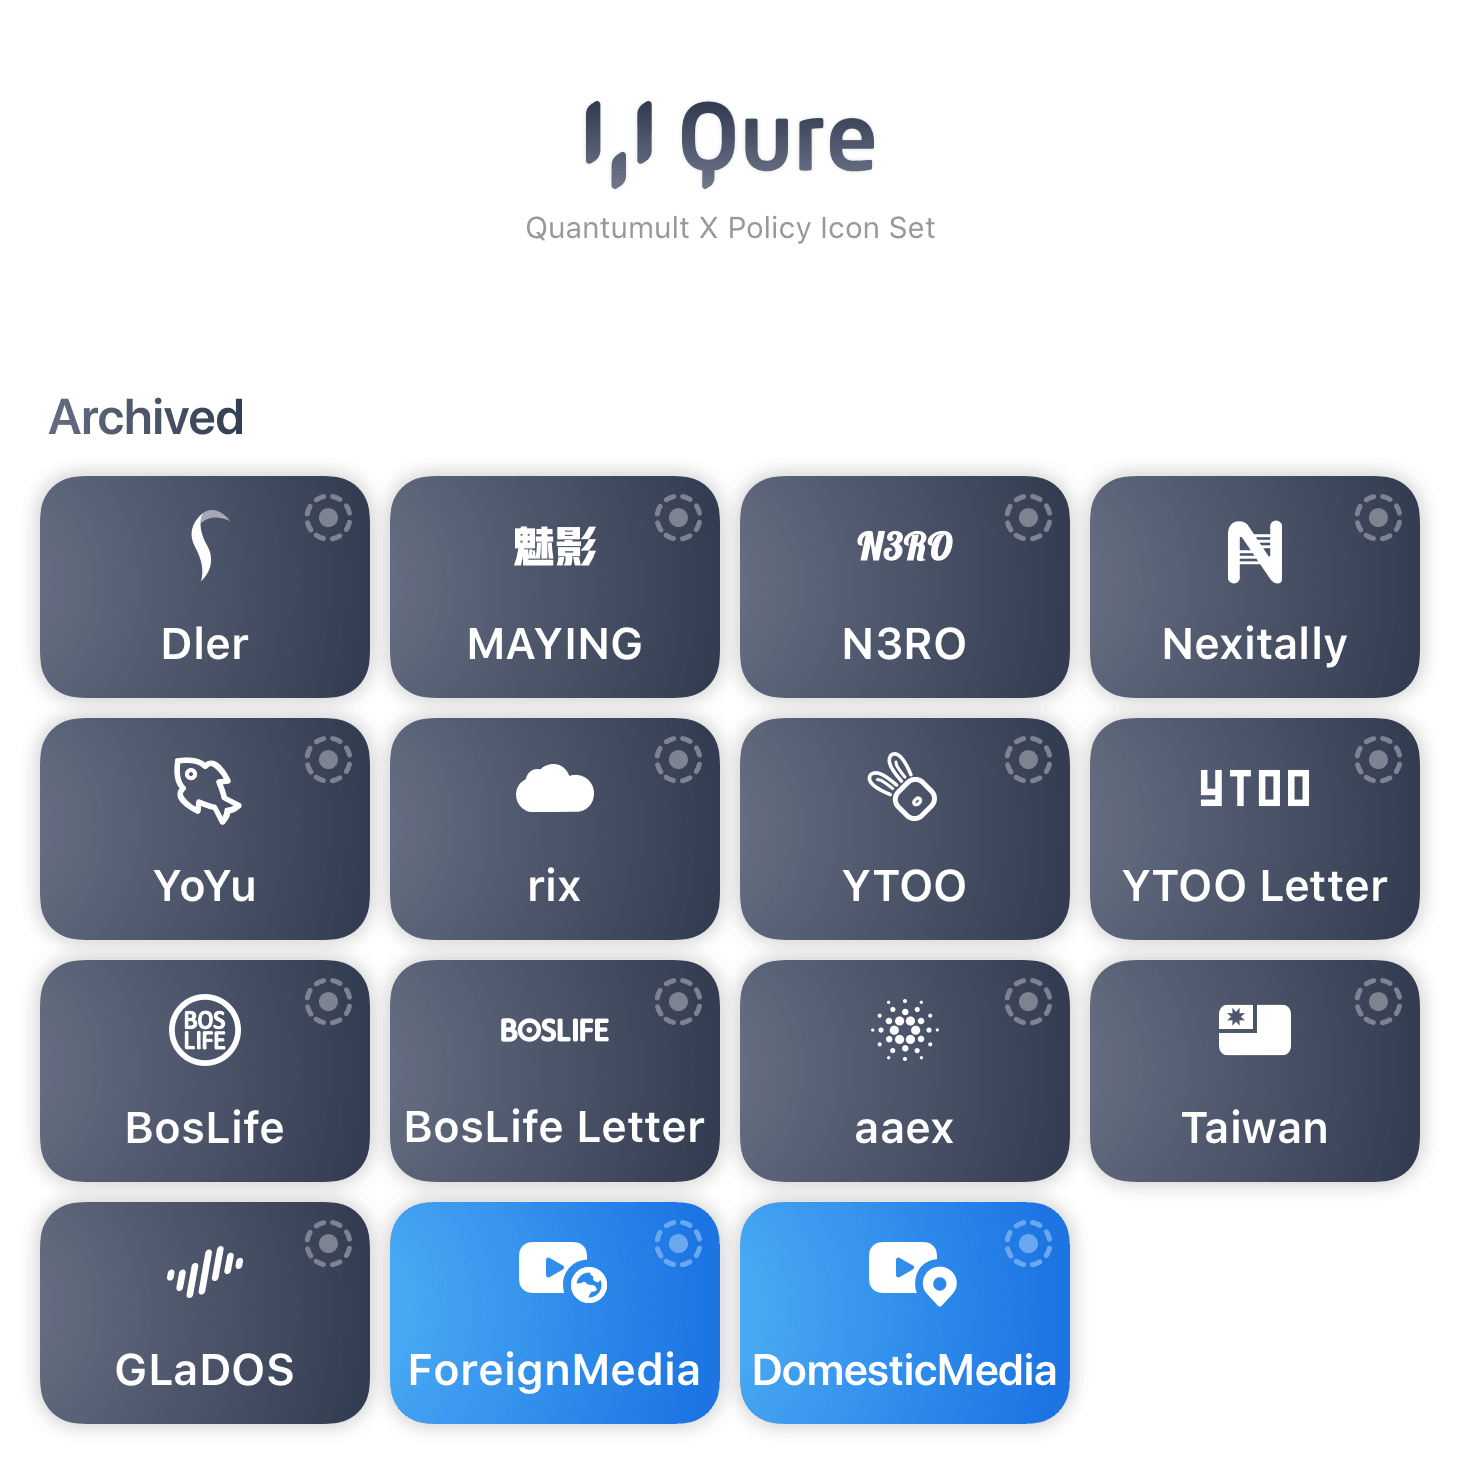 Qure
Quantumult X Policy Icon Set
Archived
Dler
魅影
MAYING
N3RO
N3RO
N
Nexitally
YoYu
rix
YTOO
YTOO
YTOO Letter
BOS
LIFE
BosLife
BOSLIFE
BosLife Letter
aaex
Taiwan
GLaDOS
ForeignMedia
DomesticMedia